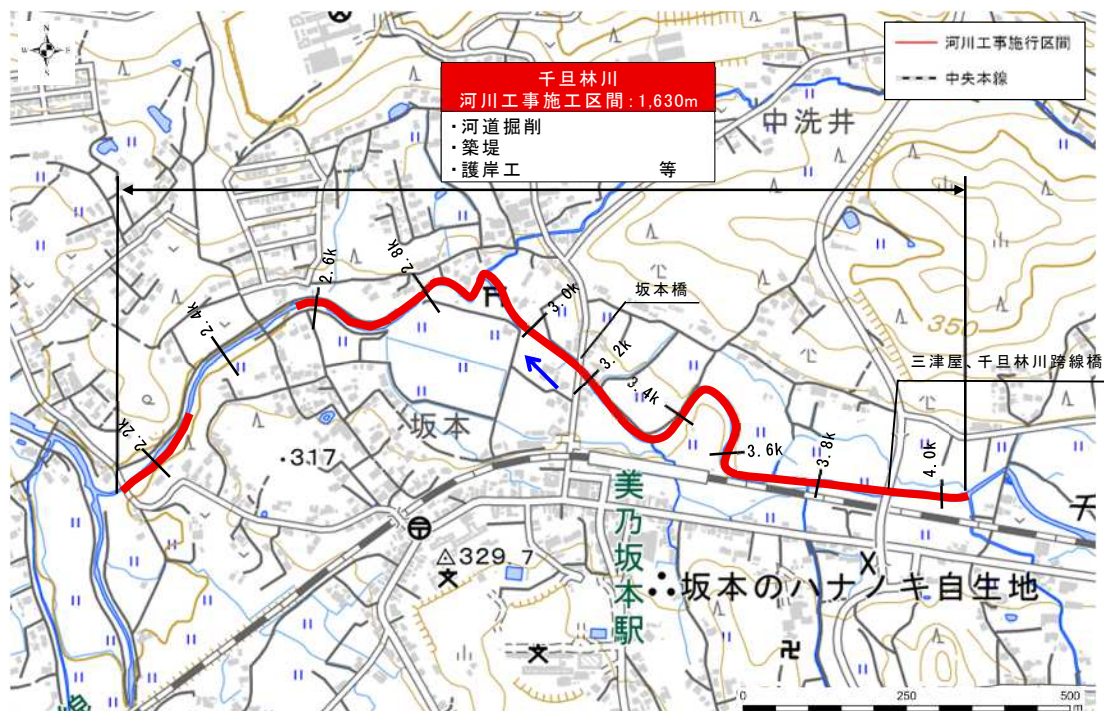 N
W
E
S
河川工事施行区間
中央本線
千旦林川
河川工事施工区間：1,630m
・河道掘削
・築堤
・護岸工 等
中洗井
2.6k
2.8k
3.0k
坂本橋
350
2.4k
3.2k
三津屋、千旦林川跨線橋
3.4k
坂本
2.2k
・317
3.6k
3.8k
4.0k
千
美乃坂本駅
329.7
∴坂本のハナノキ自生地
0
250
500
m